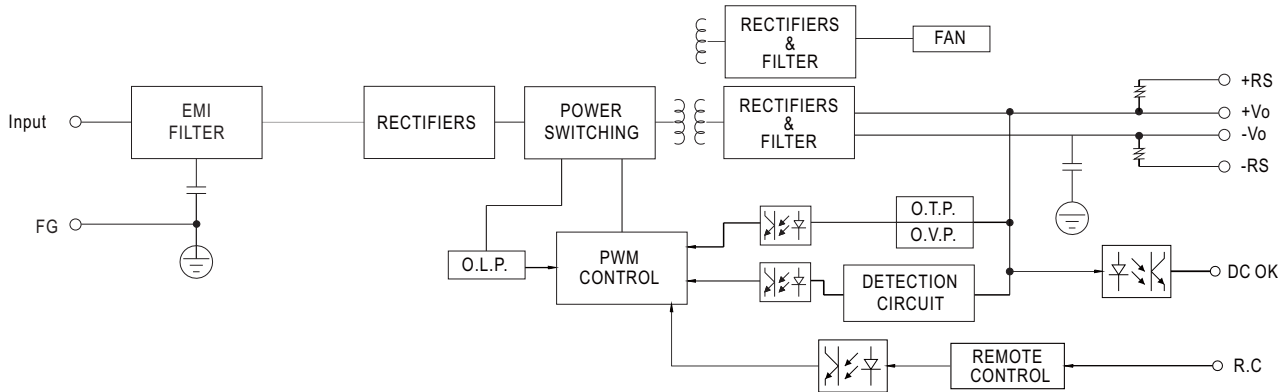 RECTIFIERS
&
FILTER
FAN
Input
EMI
FILTER
RECTIFIERS
POWER
SWITCHING
RECTIFIERS
&
FILTER
+RS
+Vo
-Vo
-RS
FG
O.L.P.
PWM
CONTROL
O.T.P.
O.V.P.
DETECTION
CIRCUIT
DC OK
REMOTE
CONTROL
R.C